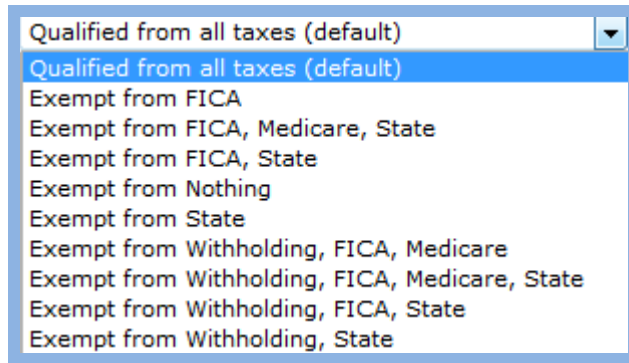 Qualified from all taxes (default)
Qualified from all taxes (default)
Exempt from FICA
Exempt from FICA, Medicare, State
Exempt from FICA, State
Exempt from Nothing
Exempt from State
Exempt from Withholding, FICA, Medicare
Exempt from Withholding, FICA, Medicare, State
Exempt from Withholding, FICA, State
Exempt from Withholding, State